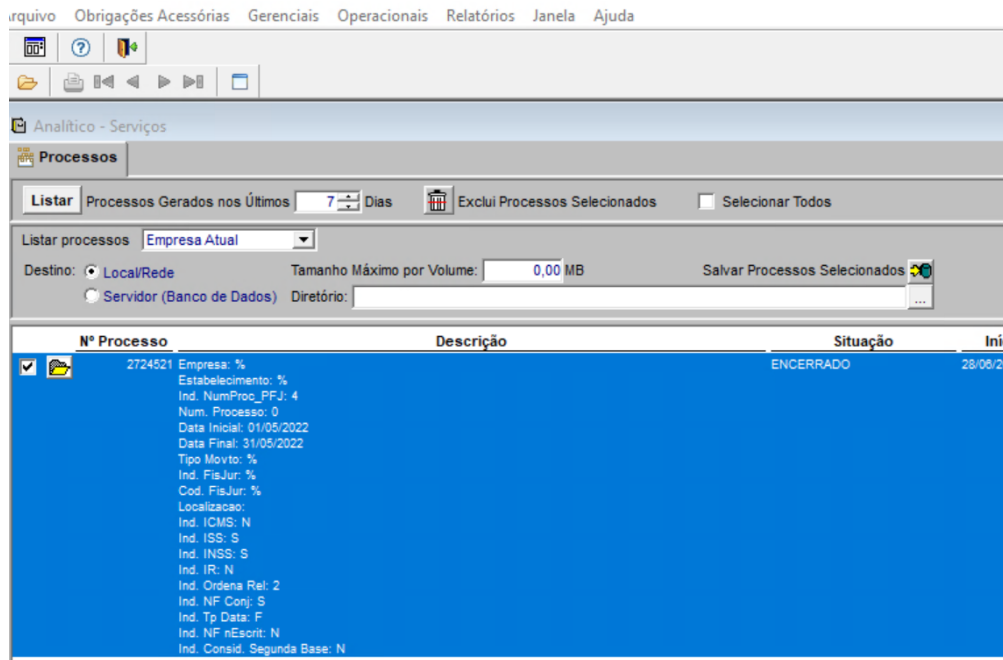 rquivo Obrigações Acessórias Gerenciais Operacionais Relatórios Janela Ajuda
Analítico - Serviços
Processos
Listar Processos Gerados nos Últimos 7 Dias Exclui Processos Selecionados Selecionar Todos
Listar processos Empresa Atual
Destino: Local/Rede Tamanho Máximo por Volume: 0,00 MB Salvar Processos Selecionados
Servidor (Banco de Dados) Diretório: ...
Nº Processo Descrição Situação Iní
2724521 Empresa: % ENCERRADO 28/06/2
Estabelecimento: %
Ind. NumProc_PFJ: 4
Num. Processo: 0
Data Inicial: 01/05/2022
Data Final: 31/05/2022
Tipo Movto: %
Ind. FisJur: %
Cod. FisJur: %
Localizacao:
Ind. ICMS: N
Ind. ISS: S
Ind. INSS: S
Ind. IR: N
Ind. Ordena Rel: 2
Ind. NF Conj: S
Ind. Tp Data: F
Ind. NF nEscrit: N
Ind. Consid. Segunda Base: N